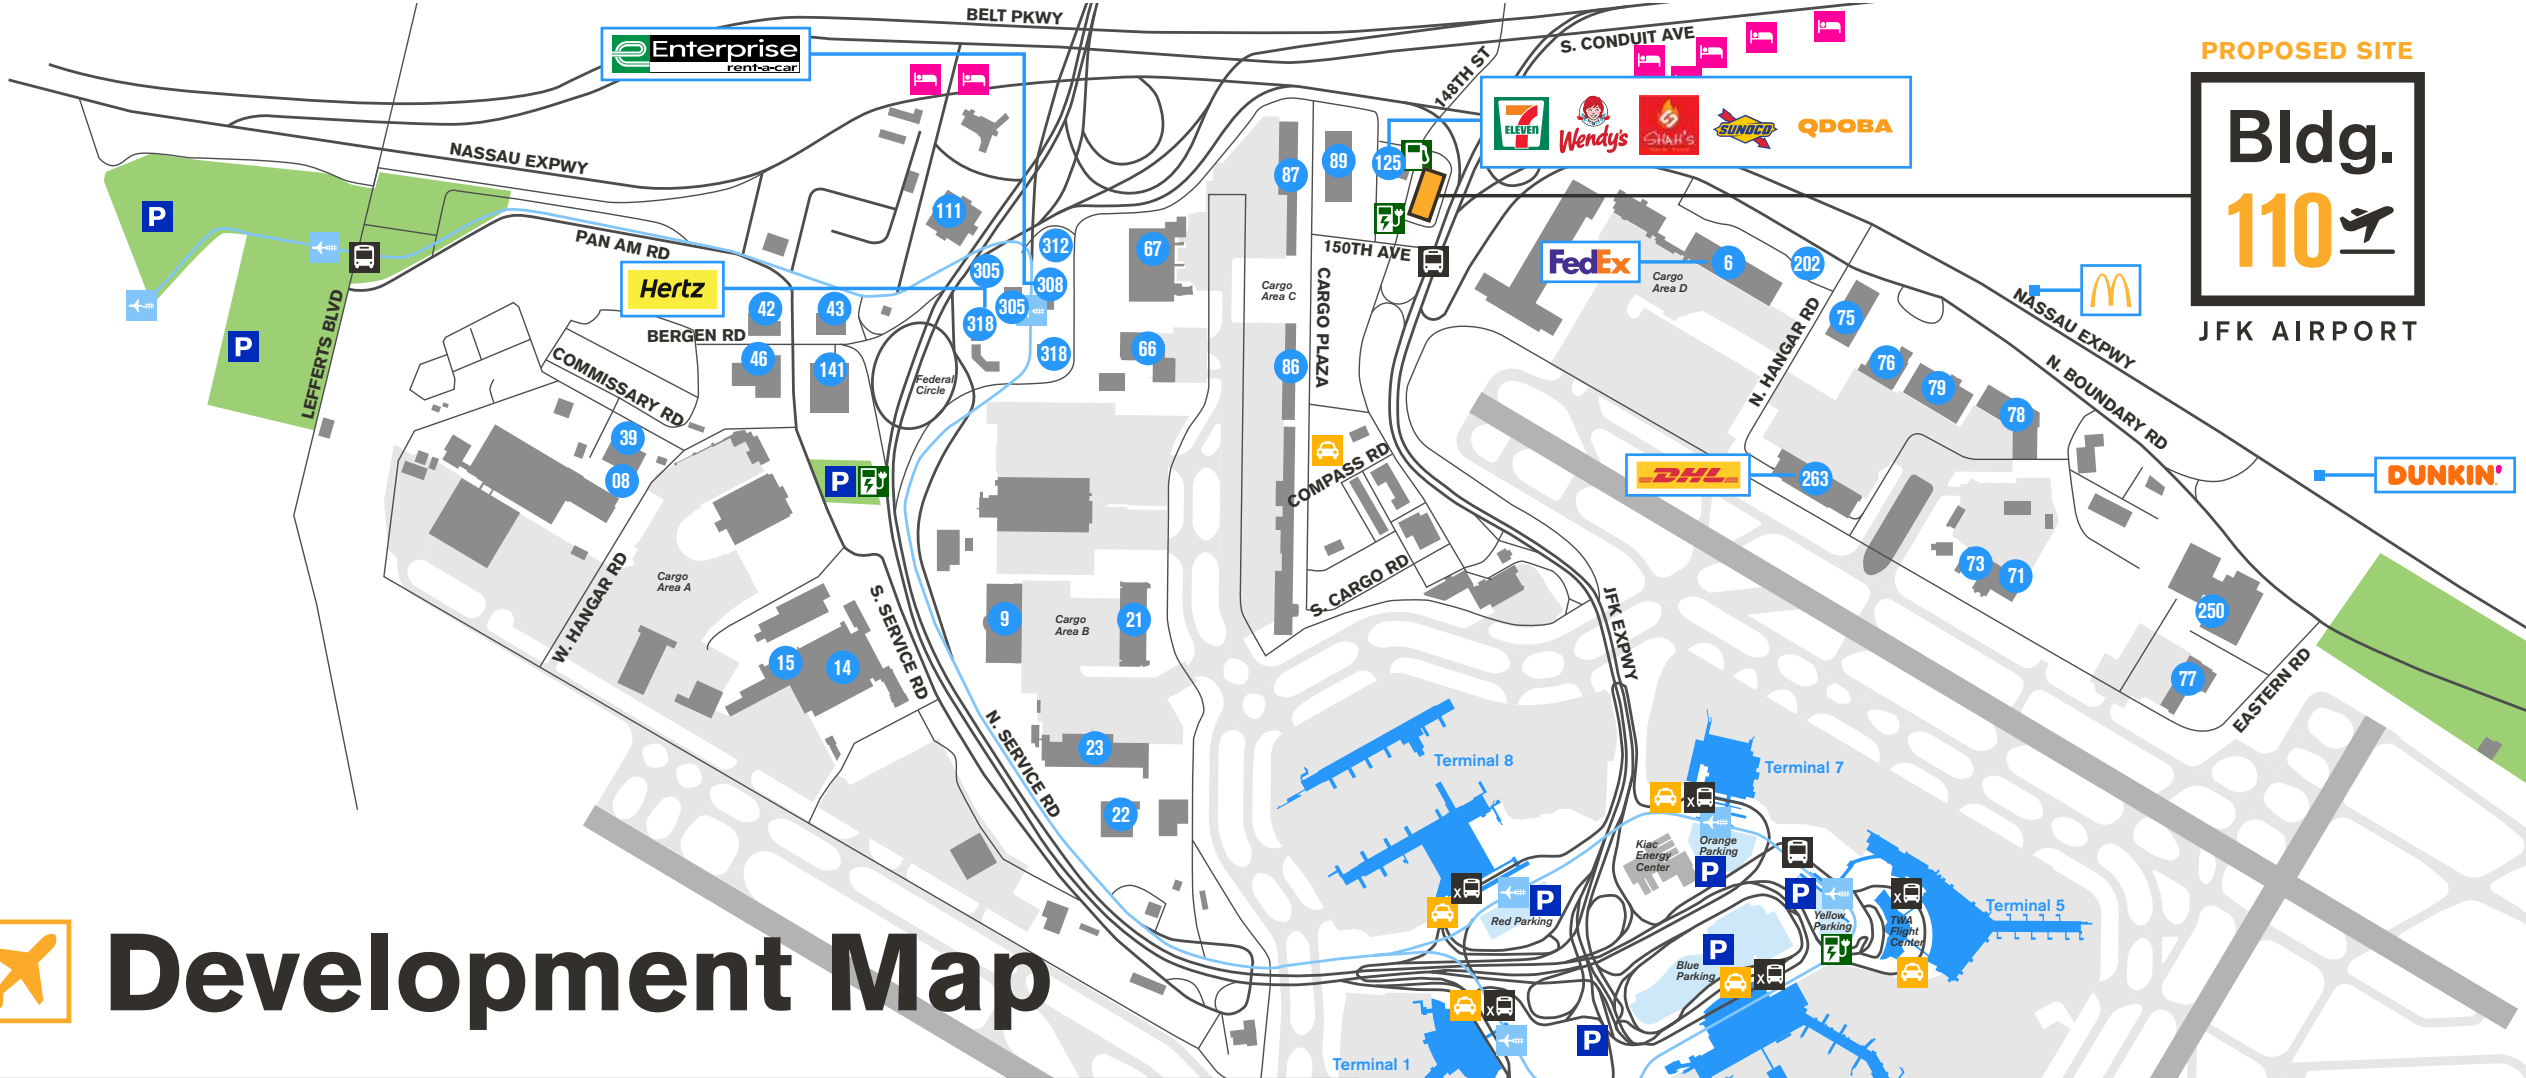 BELT PKWY
S. CONDUIT AVE
PROPOSED SITE
Bldg.
110
JFK AIRPORT
Enterprise
rent-a-car
148TH ST
7
ELEVEN
Wendy's
SHAH'S
SUNOCO
QDOBA
NASSAU EXPWY
87
89
125
P
111
PAN AM RD
312
67
150TH AVE
FedEx
6
202
Cargo
Area D
305
308
Hertz
Cargo
Area C
CARGO PLAZA
42
43
305
318
N. HANGAR RD
75
NASSAU EXPWY
BERGEN RD
P
LEFFERTS BLVD
46
141
318
66
86
76
79
78
N. BOUNDARY RD
COMMISSARY RD
Federal
Circle
39
08
P
COMPASS RD
DHL
263
DUNKIN'
W. HANGAR RD
Cargo
Area A
S. SERVICE RD
S. CARGO RD
JFK EXPWY
73
71
250
9
Cargo
Area B
21
15
14
77
EASTERN RD
N. SERVICE RD
23
22
Terminal 8
Terminal 7
X
Kiac
Energy
Center
Orange
Parking
P
X
P
Red Parking
P
Yellow
Parking
X
TWA
Flight
Center
Terminal 5
P
Blue
Parking
X
Development Map
X
P
Terminal 1